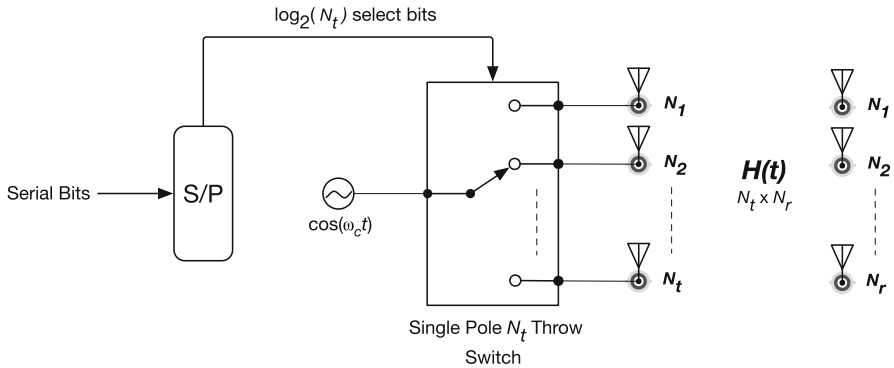 log₂(Nₜ) select bits
Serial Bits
S/P
cos(ω꜀t)
N₁
N₂
Nₜ
H(t)
Nₜ x Nᵣ
N₁
N₂
Nᵣ
Single Pole Nₜ Throw
Switch